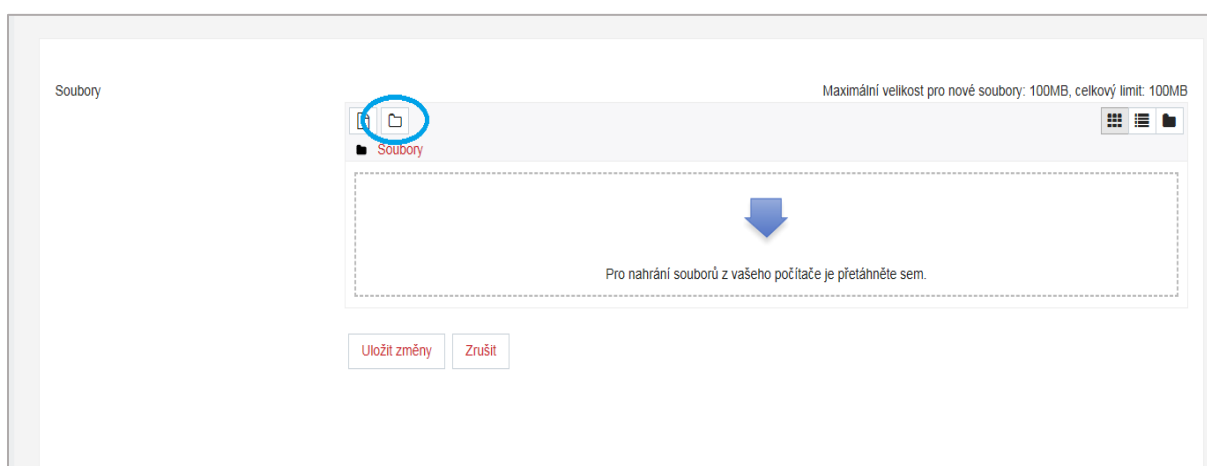 Soubory
Maximální velikost pro nové soubory: 100MB, celkový limit: 100MB
Soubory
Pro nahrání souborů z vašeho počítače je přetáhněte sem.
Uložit změny
Zrušit